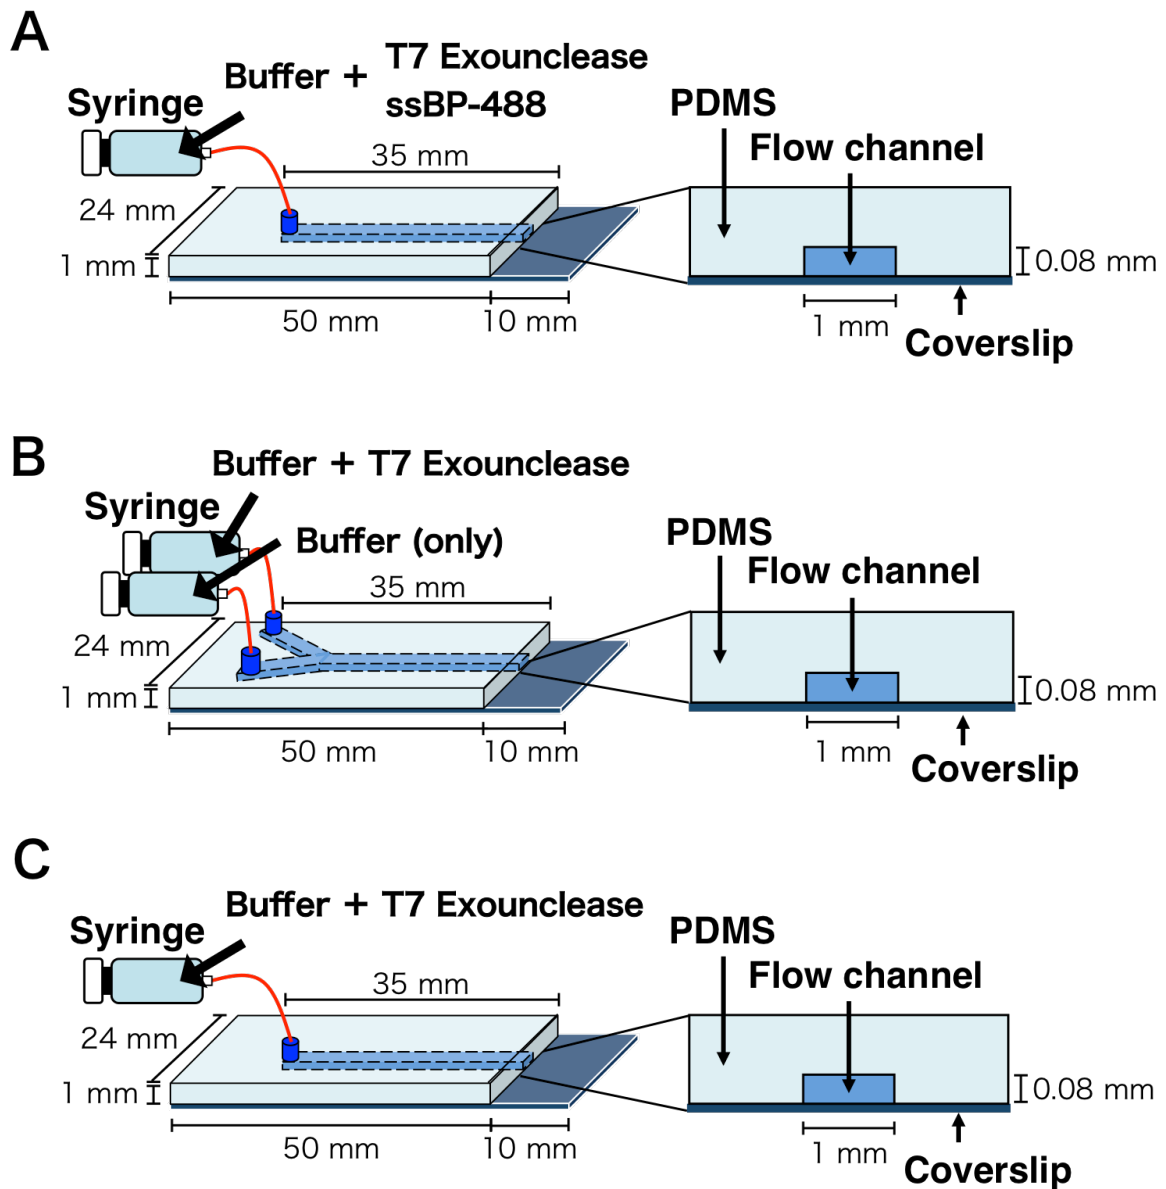 A
Buffer + T7 Exounclease
ssBP-488
Syringe
PDMS
Flow channel
35 mm
24 mm
1 mm
0.08 mm
50 mm
10 mm
1 mm
Coverslip
B
Buffer + T7 Exounclease
Syringe
Buffer (only)
PDMS
Flow channel
35 mm
24 mm
1 mm
0.08 mm
50 mm
10 mm
1 mm
Coverslip
C
Buffer + T7 Exounclease
Syringe
PDMS
Flow channel
35 mm
24 mm
1 mm
0.08 mm
50 mm
10 mm
1 mm
Coverslip